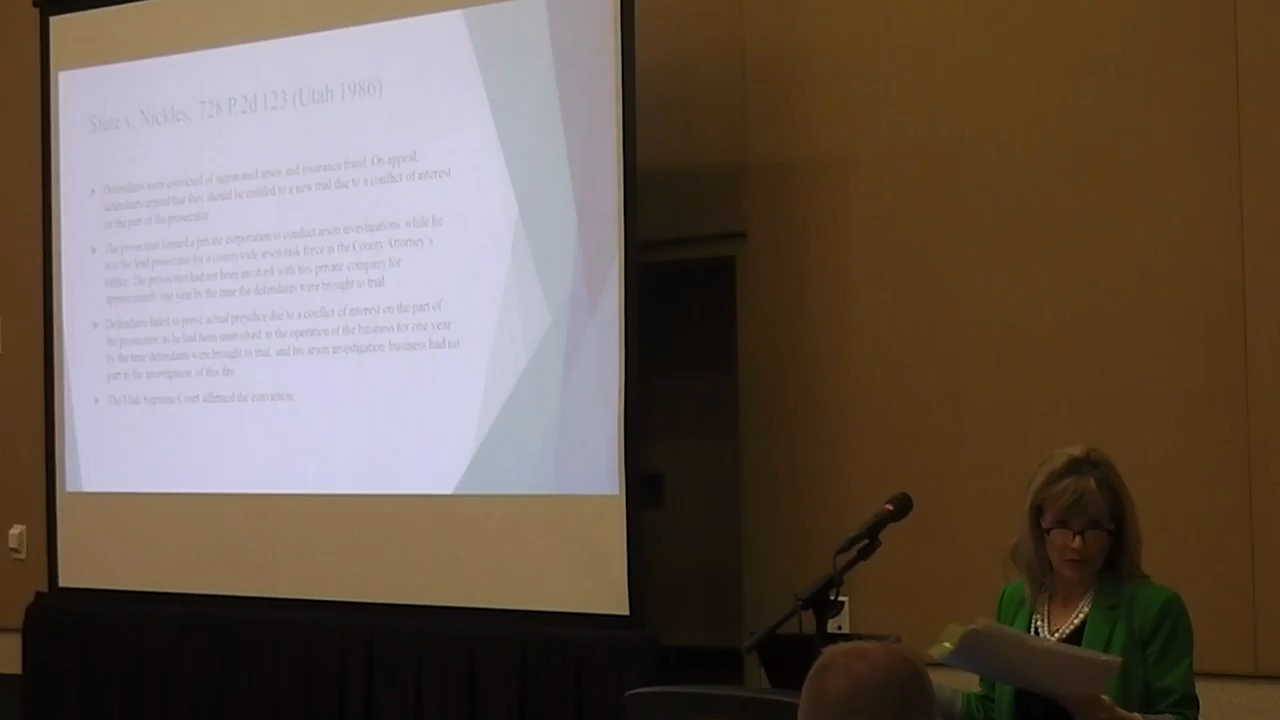 State v. Nickles, 728 P.2d 123 (Utah 1986)
Defendants were convicted of aggravated arson and insurance fraud. On appeal,
defendants argued that they should be entitled to a new trial due to a conflict of interest
on the part of the prosecutor.
The prosecutor formed a private corporation to conduct arson investigations, while he
was the lead prosecutor for a countywide arson task force in the County Attorney's
Office. The prosecutor had not been involved with this private company for
approximately one year by the time the defendants were brought to trial.
Defendants failed to prove actual prejudice due to a conflict of interest on the part of
the prosecutor, as he had been uninvolved in the operation of the business for one year
by the time defendants were brought to trial, and his arson investigation business had no
part in the investigation of this fire.
The Utah Supreme Court affirmed the conviction.